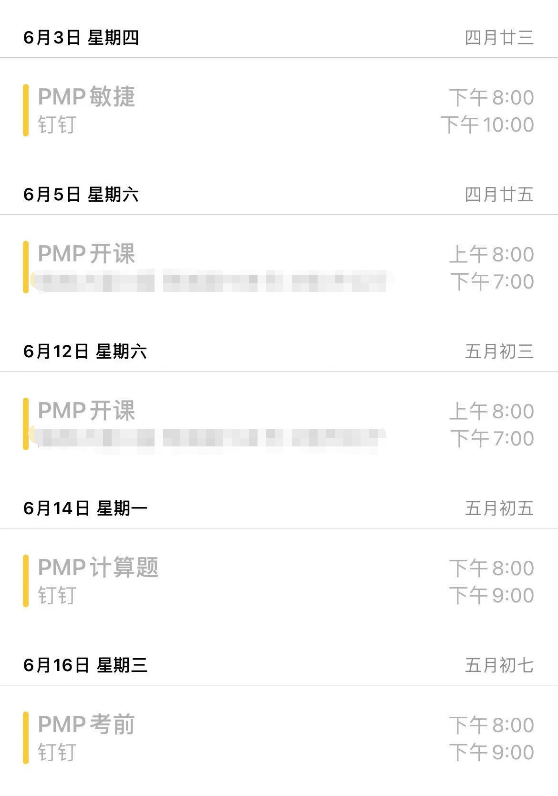 6月3日 星期四 四月廿三
PMP敏捷 下午8:00
钉钉 下午10:00
6月5日 星期六 四月廿五
PMP开课 上午8:00
下午7:00
6月12日 星期六 五月初三
PMP开课 上午8:00
下午7:00
6月14日 星期一 五月初五
PMP计算题 下午8:00
钉钉 下午9:00
6月16日 星期三 五月初七
PMP考前 下午8:00
钉钉 下午9:00